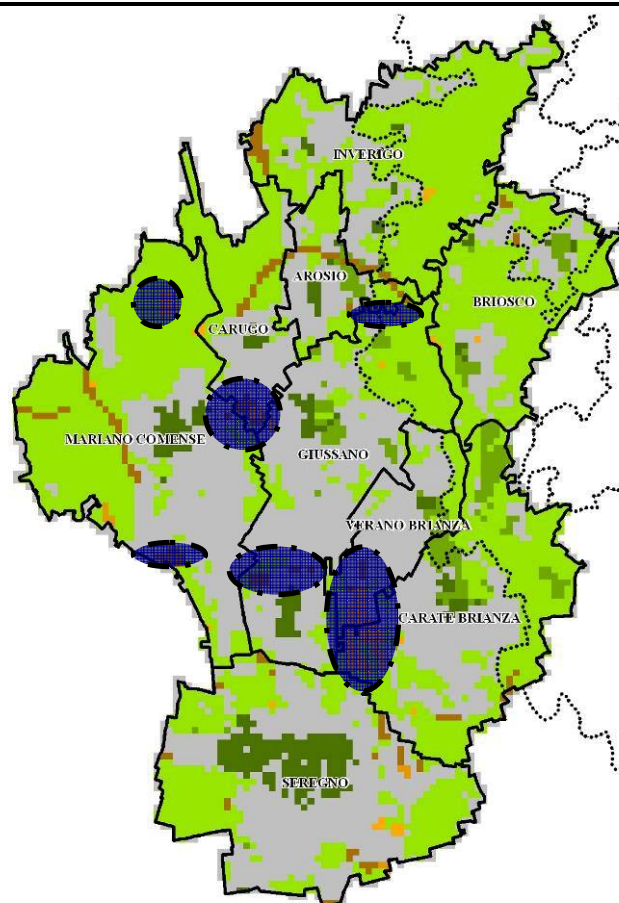 INVERIGO
AROSIO
BRIOSCO
CARUGO
MARIANO COMENSE
GIUSSANO
VERANO BRIANZA
CARATE BRIANZA
SEREGNO